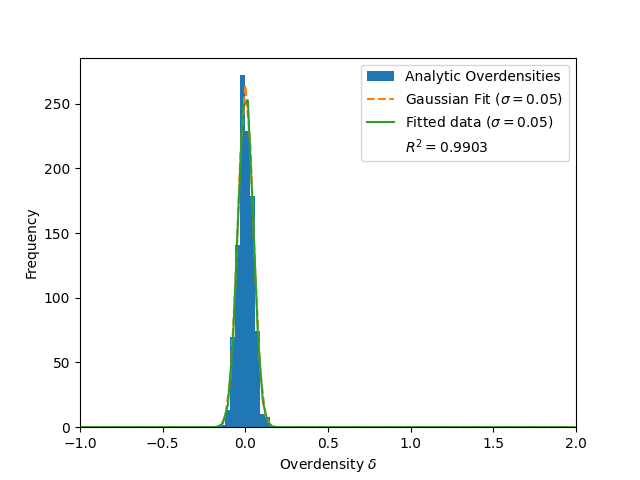 Analytic Overdensities
Gaussian Fit (σ = 0.05)
Fitted data (σ = 0.05)
R² = 0.9903
250
200
150
100
50
0
Frequency
−1.0 −0.5 0.0 0.5 1.0 1.5 2.0
Overdensity δ